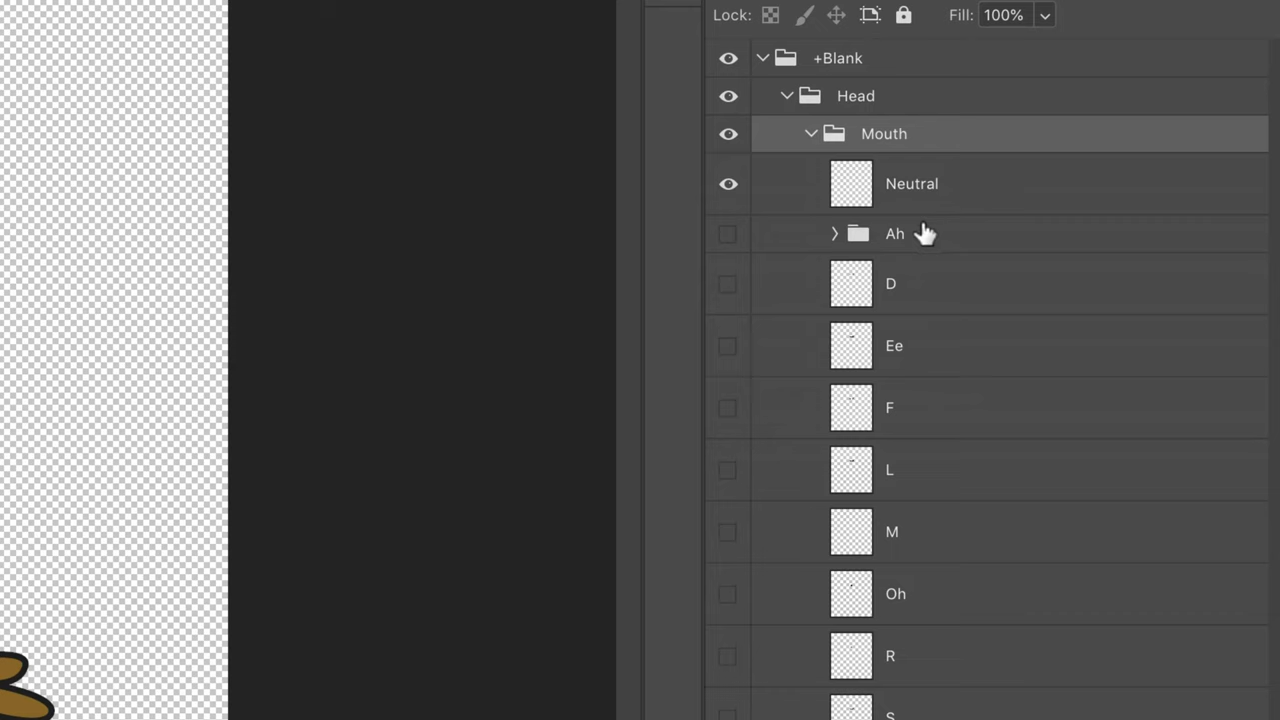 Lock: Fill: 100%
+Blank
Head
Mouth
Neutral
Ah
D
Ee
F
L
M
Oh
R
S